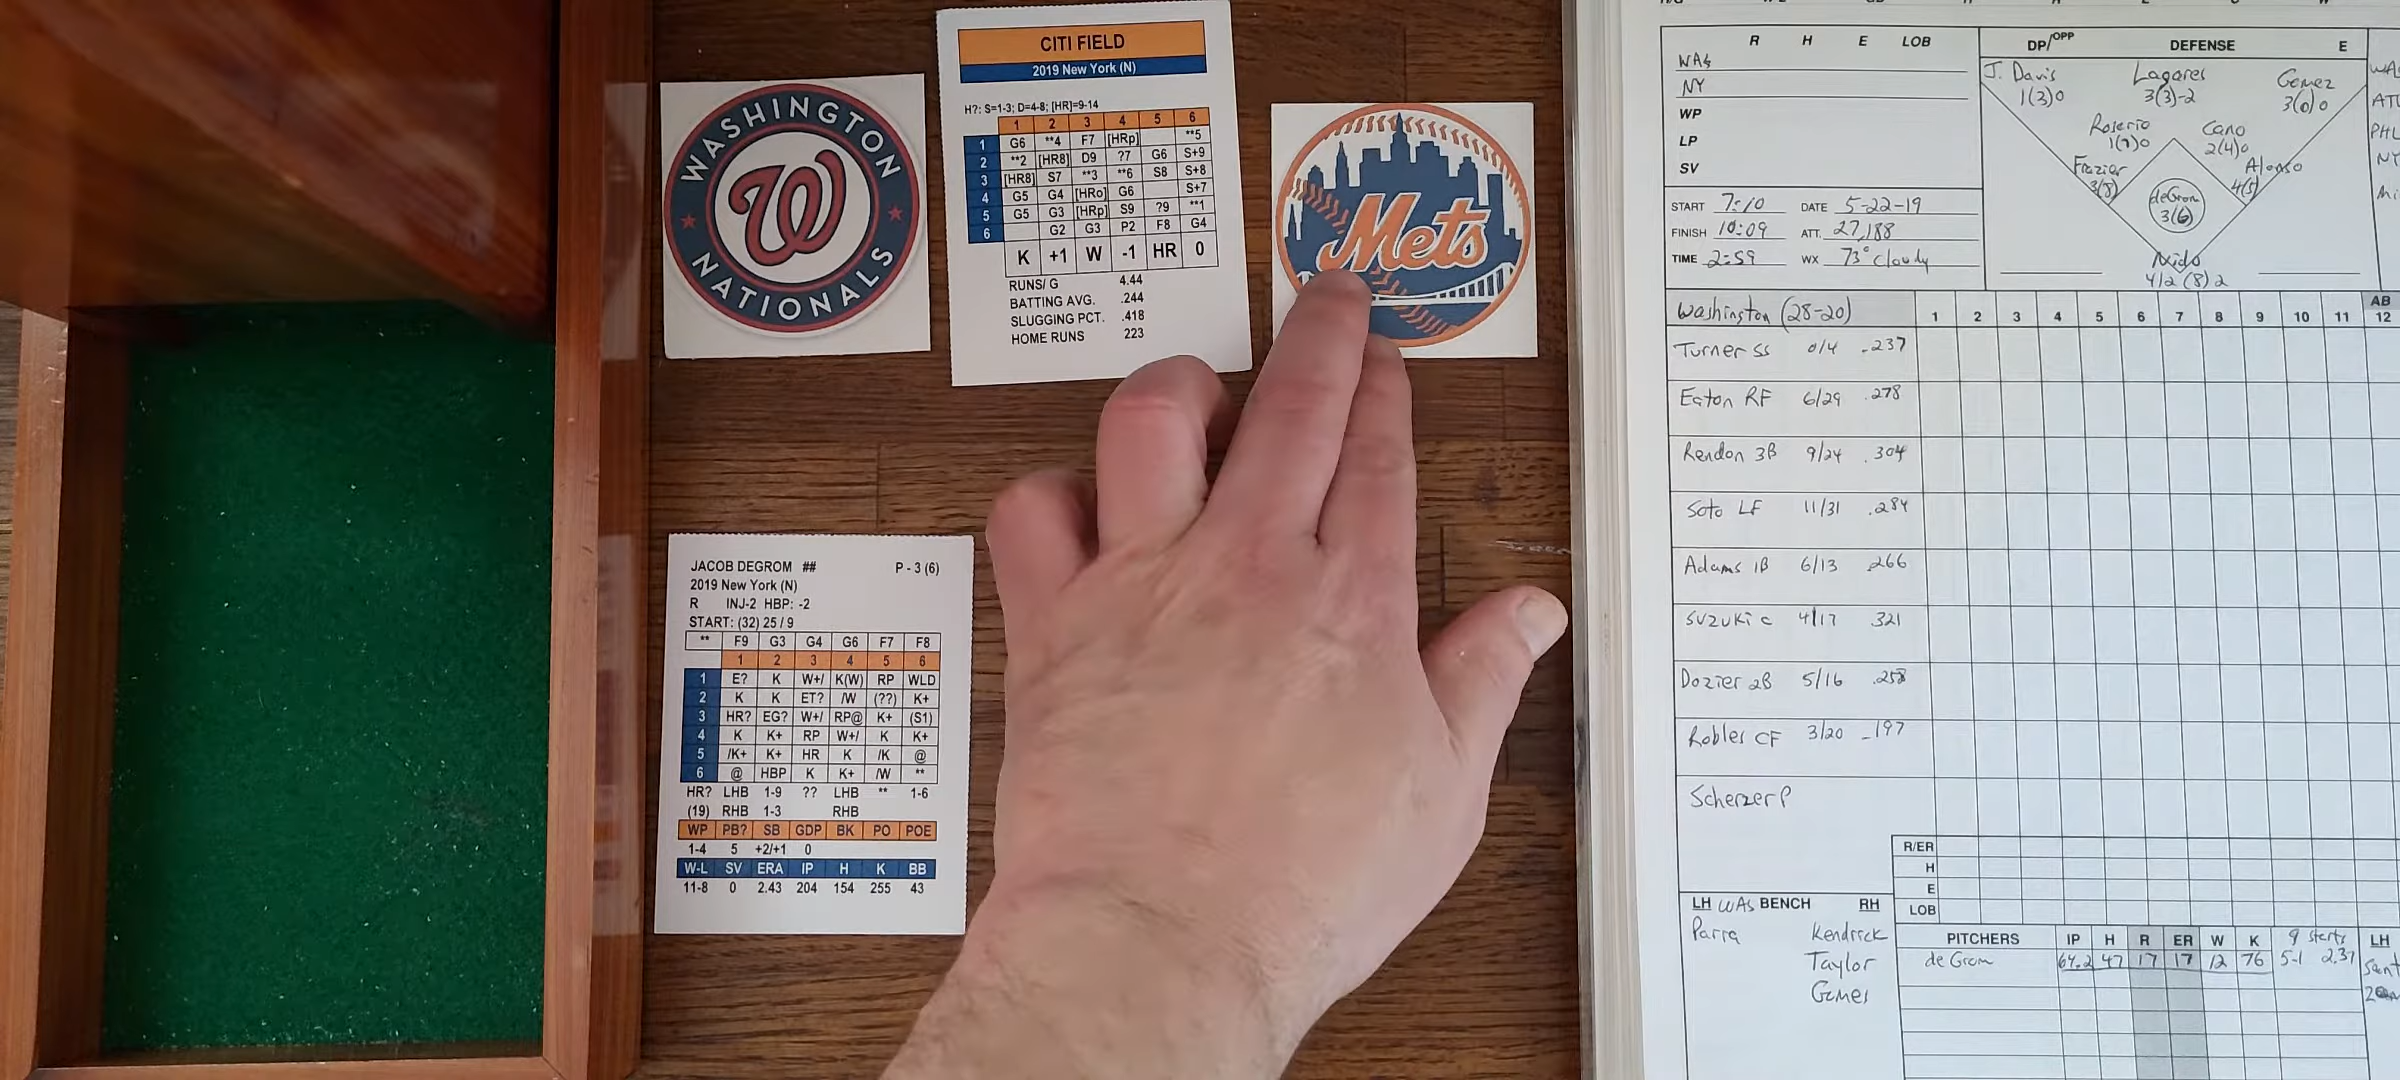 WASHINGTON
W
NATIONALS
CITI FIELD
2019 New York (N)
H?: S=1-3; D=4-8; [HR]=9-14
1 2 3 4 5 6
1 G6 **4 F7 [HRp] **5
2 **2 [HR8] D9 ?7 G6 S+9
3 [HR8] S7 **3 **6 S8 S+8
4 G5 G4 [HRo] G6 S+7
5 G5 G3 [HRp] S9 ?9 **1
6 G2 G3 P2 F8 G4
K +1 W -1 HR 0
RUNS/ G 4.44
BATTING AVG. .244
SLUGGING PCT. .418
HOME RUNS 223
Mets
JACOB DEGROM ## P - 3 (6)
2019 New York (N)
R INJ-2 HBP: -2
START: (32) 25 / 9
** F9 G3 G4 G6 F7 F8
1 2 3 4 5 6
1 E? K W+/ K(W) RP WLD
2 K K ET? /W (??) K+
3 HR? EG? W+/ RP@ K+ (S1)
4 K K+ RP W+/ K K+
5 /K+ K+ HR K /K @
6 @ HBP K K+ /W **
HR? LHB 1-9 ?? LHB ** 1-6
(19) RHB 1-3 RHB
WP PB? SB GDP BK PO POE
1-4 5 +2/+1 0
W-L SV ERA IP H K BB
11-8 0 2.43 204 154 255 43
R H E LOB
WAS
NY
WP
LP
SV
START 7:10 DATE 5-22-19
FINISH 10:09 ATT. 27,188
TIME 2:59 WX 73° cloudy
DP/OPP DEFENSE E
J. Davis Lagares Gomez
1(3)0 3(3)-2 3(0)0
Rosario Cano
1(9)0 2(4)0
Frazier Alonso
3(8) 4(5)
deGrom
3(6)
Nido
4/2(8)2
Washington (28-20) 1 2 3 4 5 6 7 8 9 10 11 12
AB
Turner SS 0/4 .237
Eaton RF 6/29 .278
Rendon 3B 9/24 .304
Soto LF 11/31 .284
Adams 1B 6/13 .266
Suzuki C 4/17 .321
Dozier 2B 5/16 .258
Robles CF 3/20 .197
Scherzer P
R/ER
H
E
LOB
LH WAS BENCH RH
Parra Kendrick
Taylor
Gomes
PITCHERS IP H R ER W K 9 starts LH
deGrom 64.2 47 17 17 12 76 5-1 2.37